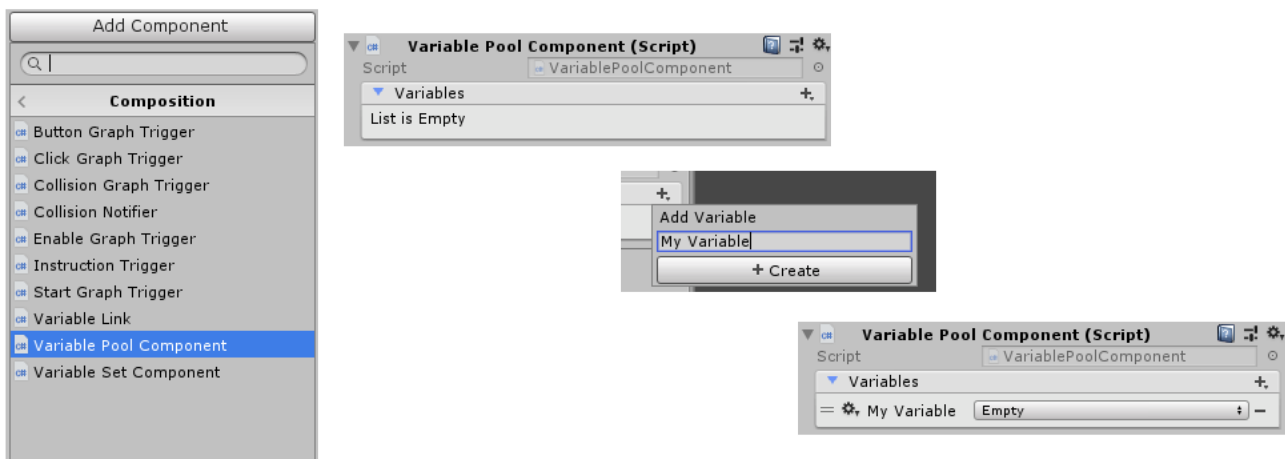 Add Component
Composition
Button Graph Trigger
Click Graph Trigger
Collision Graph Trigger
Collision Notifier
Enable Graph Trigger
Instruction Trigger
Start Graph Trigger
Variable Link
Variable Pool Component
Variable Set Component
Variable Pool Component (Script)
Script VariablePoolComponent
Variables
List is Empty
Add Variable
My Variable
+ Create
Variable Pool Component (Script)
Script VariablePoolComponent
Variables
My Variable Empty